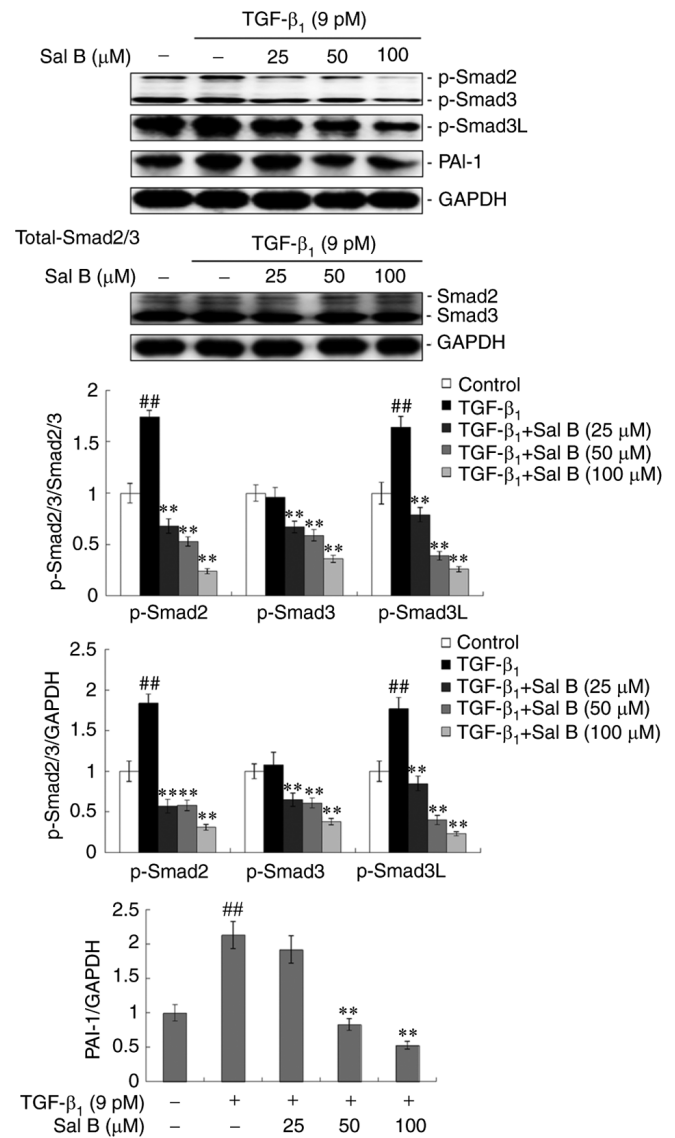 TGF-β1 (9 pM)
Sal B (μM) – – 25 50 100
- p-Smad2
- p-Smad3
- p-Smad3L
- PAI-1
- GAPDH
Total-Smad2/3
TGF-β1 (9 pM)
Sal B (μM) – – 25 50 100
- Smad2
- Smad3
- GAPDH
p-Smad2/3/Smad2/3
2
1.5
1
0.5
0
## ** ** **
** ** **
## ** ** **
p-Smad2 p-Smad3 p-Smad3L
Control
TGF-β1
TGF-β1+Sal B (25 μM)
TGF-β1+Sal B (50 μM)
TGF-β1+Sal B (100 μM)
p-Smad2/3/GAPDH
2.5
2
1.5
1
0.5
0
## ** ** **
** ** **
## ** ** **
p-Smad2 p-Smad3 p-Smad3L
Control
TGF-β1
TGF-β1+Sal B (25 μM)
TGF-β1+Sal B (50 μM)
TGF-β1+Sal B (100 μM)
PAI-1/GAPDH
2.5
2
1.5
1
0.5
0
## ** **
TGF-β1 (9 pM) – + + + +
Sal B (μM) – – 25 50 100